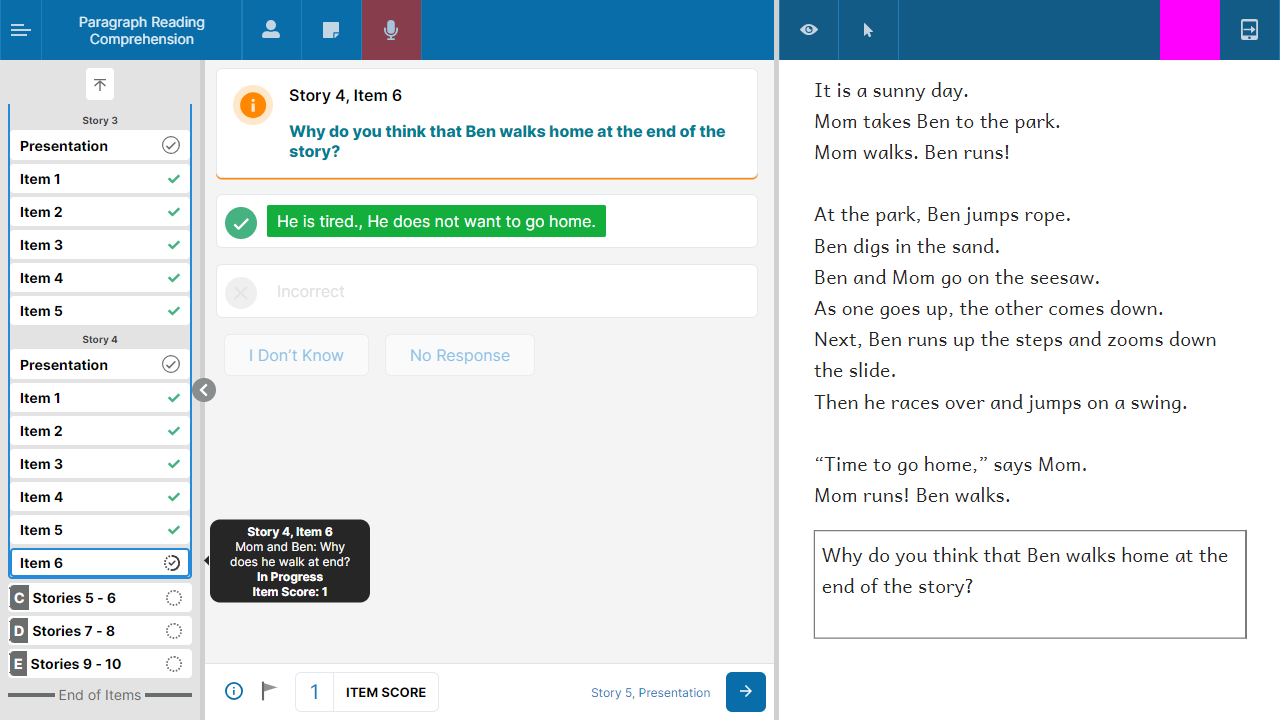 Paragraph Reading
Comprehension
Story 3
Presentation
Item 1
Item 2
Item 3
Item 4
Item 5
Story 4
Presentation
Item 1
Item 2
Item 3
Item 4
Item 5
Item 6
C Stories 5 - 6
D Stories 7 - 8
E Stories 9 - 10
End of Items
Story 4, Item 6
Why do you think that Ben walks home at the end of the
story?
He is tired., He does not want to go home.
Incorrect
I Don’t Know
No Response
Story 4, Item 6
Mom and Ben: Why
does he walk at end?
In Progress
Item Score: 1
1 ITEM SCORE
Story 5, Presentation
It is a sunny day.
Mom takes Ben to the park.
Mom walks. Ben runs!
At the park, Ben jumps rope.
Ben digs in the sand.
Ben and Mom go on the seesaw.
As one goes up, the other comes down.
Next, Ben runs up the steps and zooms down
the slide.
Then he races over and jumps on a swing.
“Time to go home,” says Mom.
Mom runs! Ben walks.
Why do you think that Ben walks home at the
end of the story?